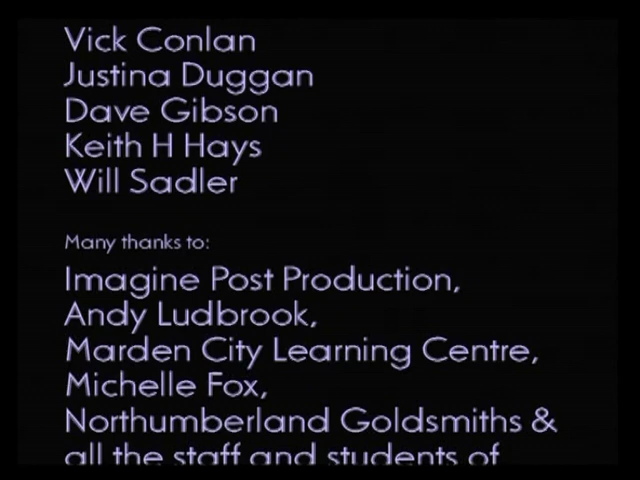 Vick Conlan
Justina Duggan
Dave Gibson
Keith H Hays
Will Sadler
Many thanks to:
Imagine Post Production,
Andy Ludbrook,
Marden City Learning Centre,
Michelle Fox,
Northumberland Goldsmiths &
all the staff and students of